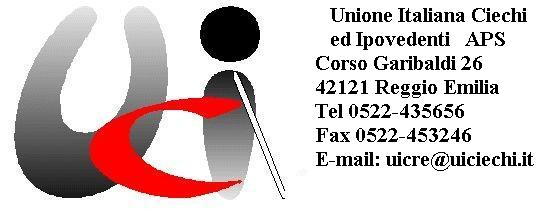 UCi
Unione Italiana Ciechi
ed Ipovedenti APS
Corso Garibaldi 26
42121 Reggio Emilia
Tel 0522-435656
Fax 0522-453246
E-mail: uicre@uiciechi.it